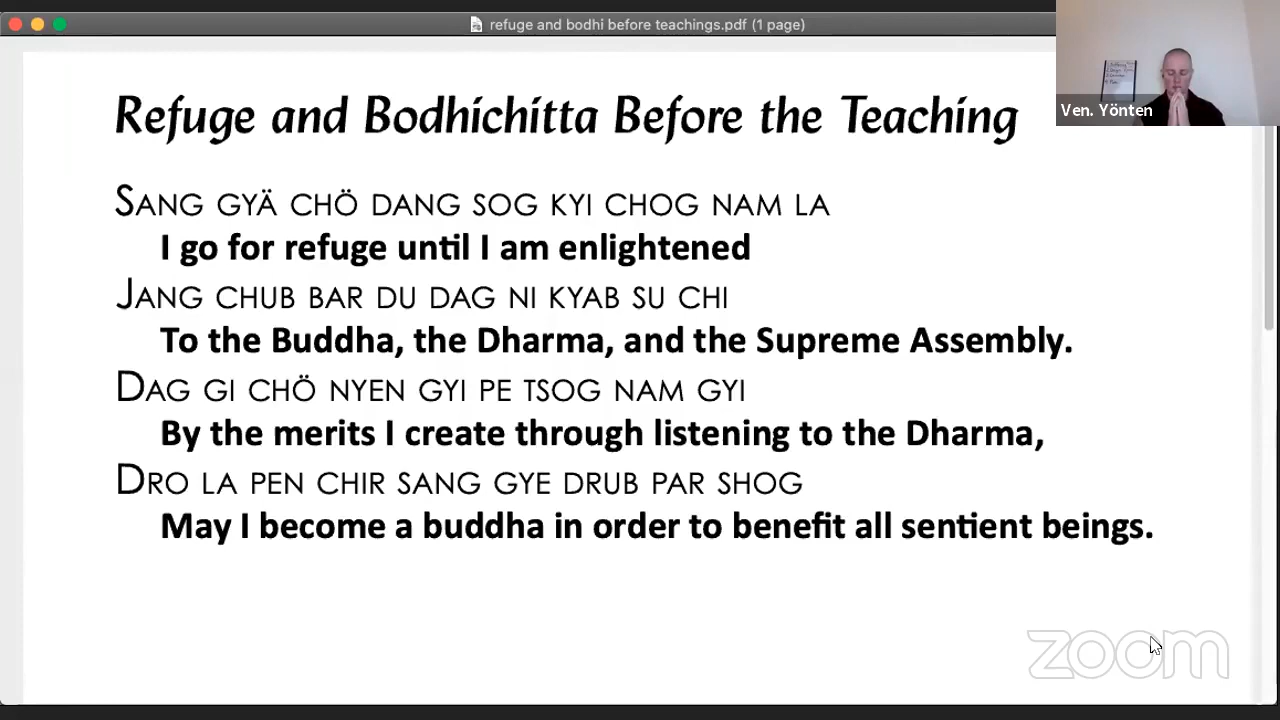 refuge and bodhi before teachings.pdf (1 page)
Ven. Yönten
Refuge and Bodhichitta Before the Teaching
SANG GYÄ CHÖ DANG SOG KYI CHOG NAM LA
I go for refuge until I am enlightened
JANG CHUB BAR DU DAG NI KYAB SU CHI
To the Buddha, the Dharma, and the Supreme Assembly.
DAG GI CHÖ NYEN GYI PE TSOG NAM GYI
By the merits I create through listening to the Dharma,
DRO LA PEN CHIR SANG GYE DRUB PAR SHOG
May I become a buddha in order to benefit all sentient beings.
zoom